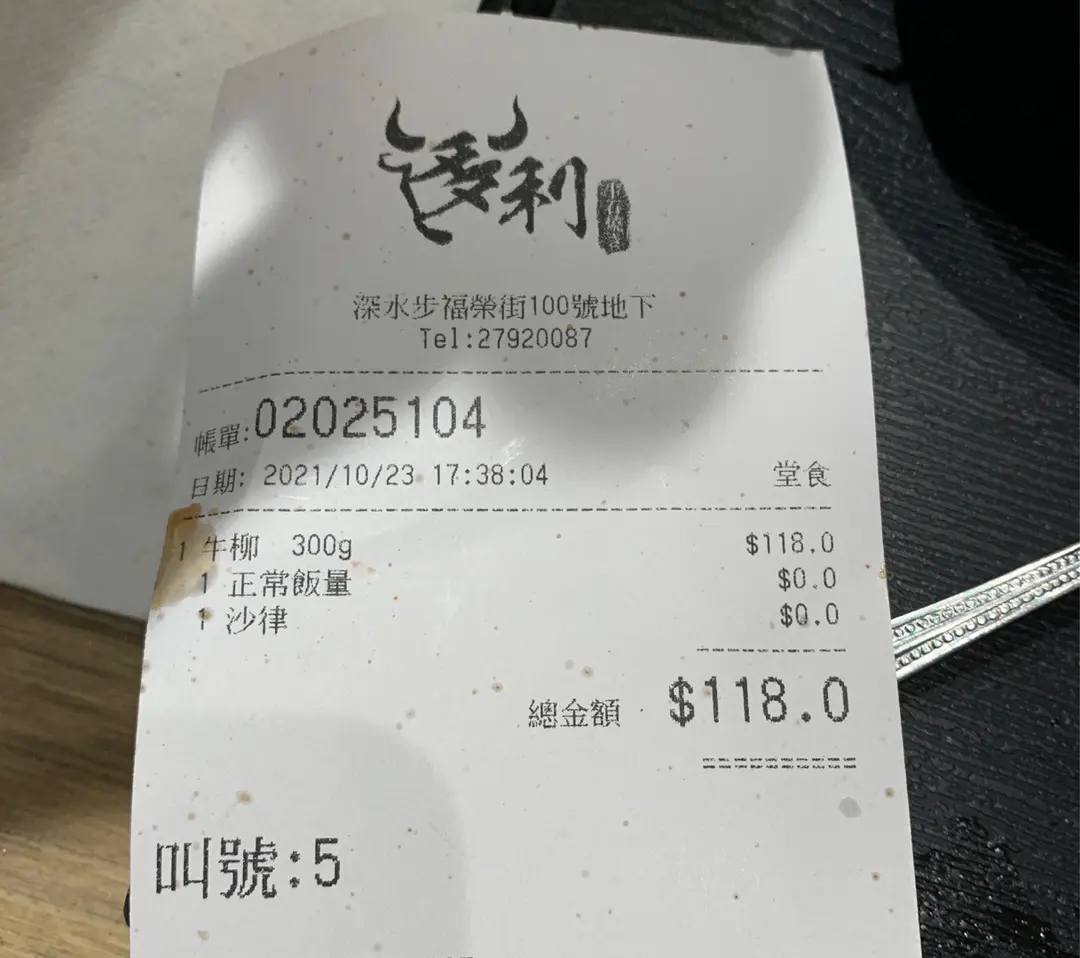 多利
深水步福榮街100號地下
Tel:27920087
帳單:02025104
日期: 2021/10/23 17:38:04 堂食
1 牛柳 300g $118.0
1 正常飯量 $0.0
1 沙律 $0.0
總金額 $118.0
叫號:5